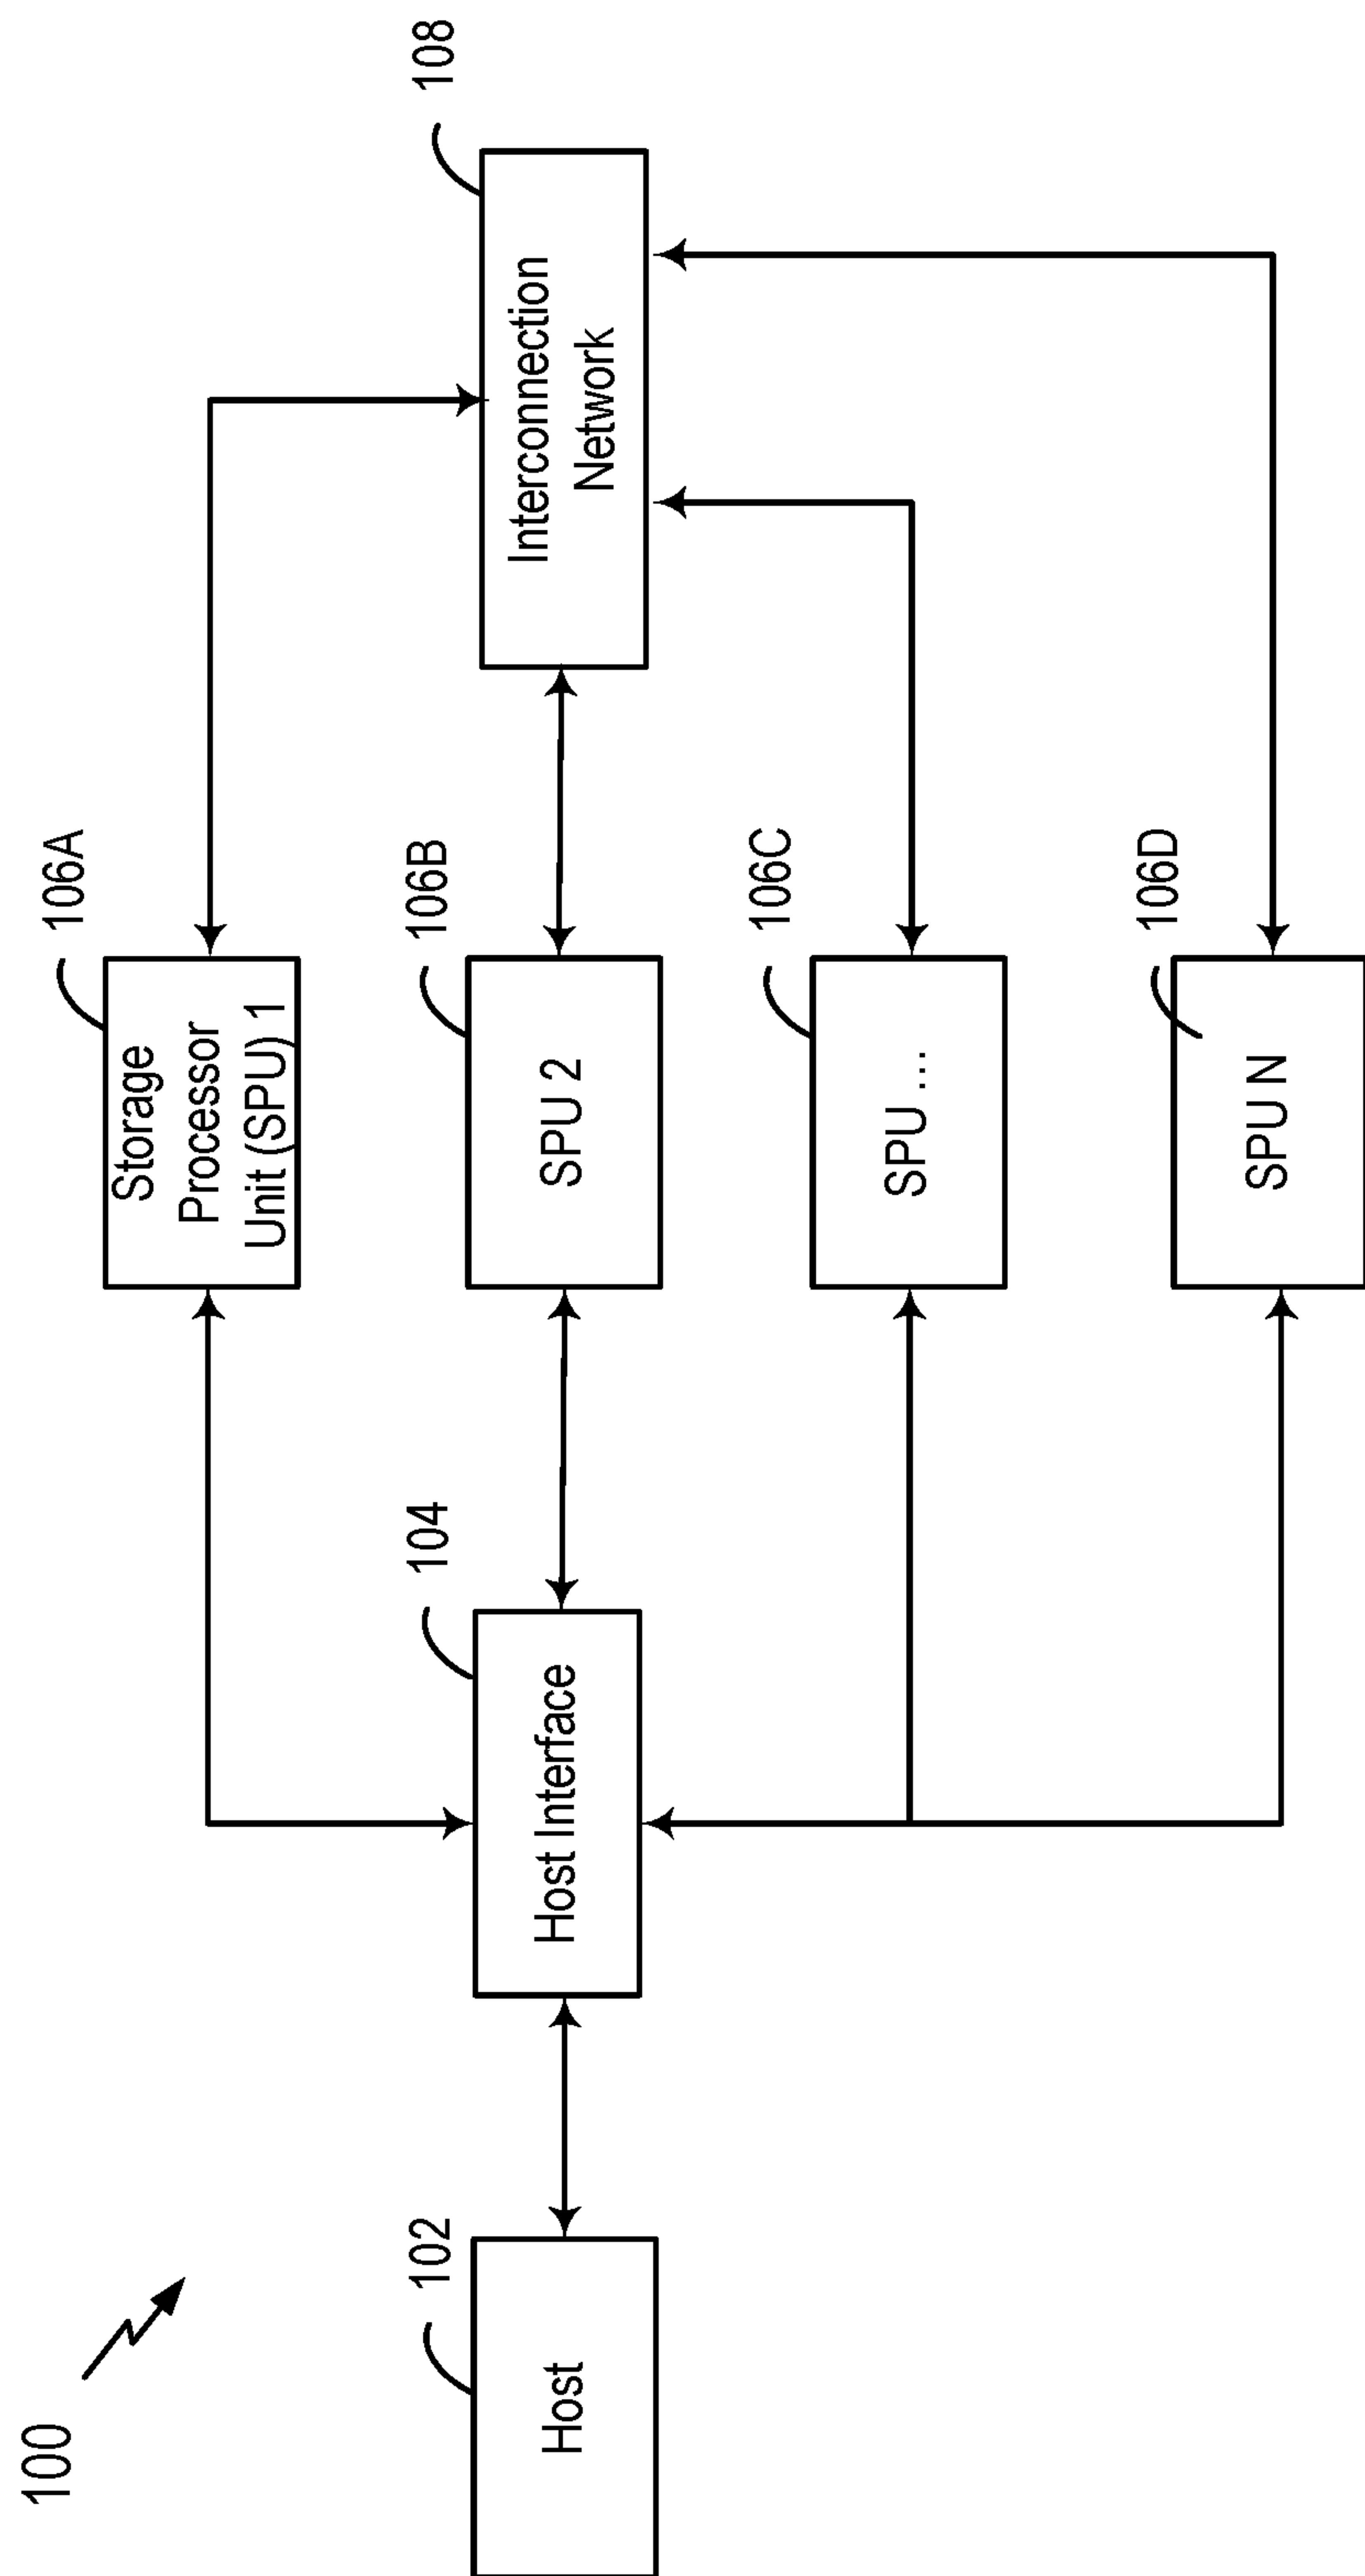 100
102
Host
104
Host Interface
106A
Storage
Processor
Unit (SPU) 1
106B
SPU 2
106C
SPU ...
106D
SPU N
108
Interconnection
Network